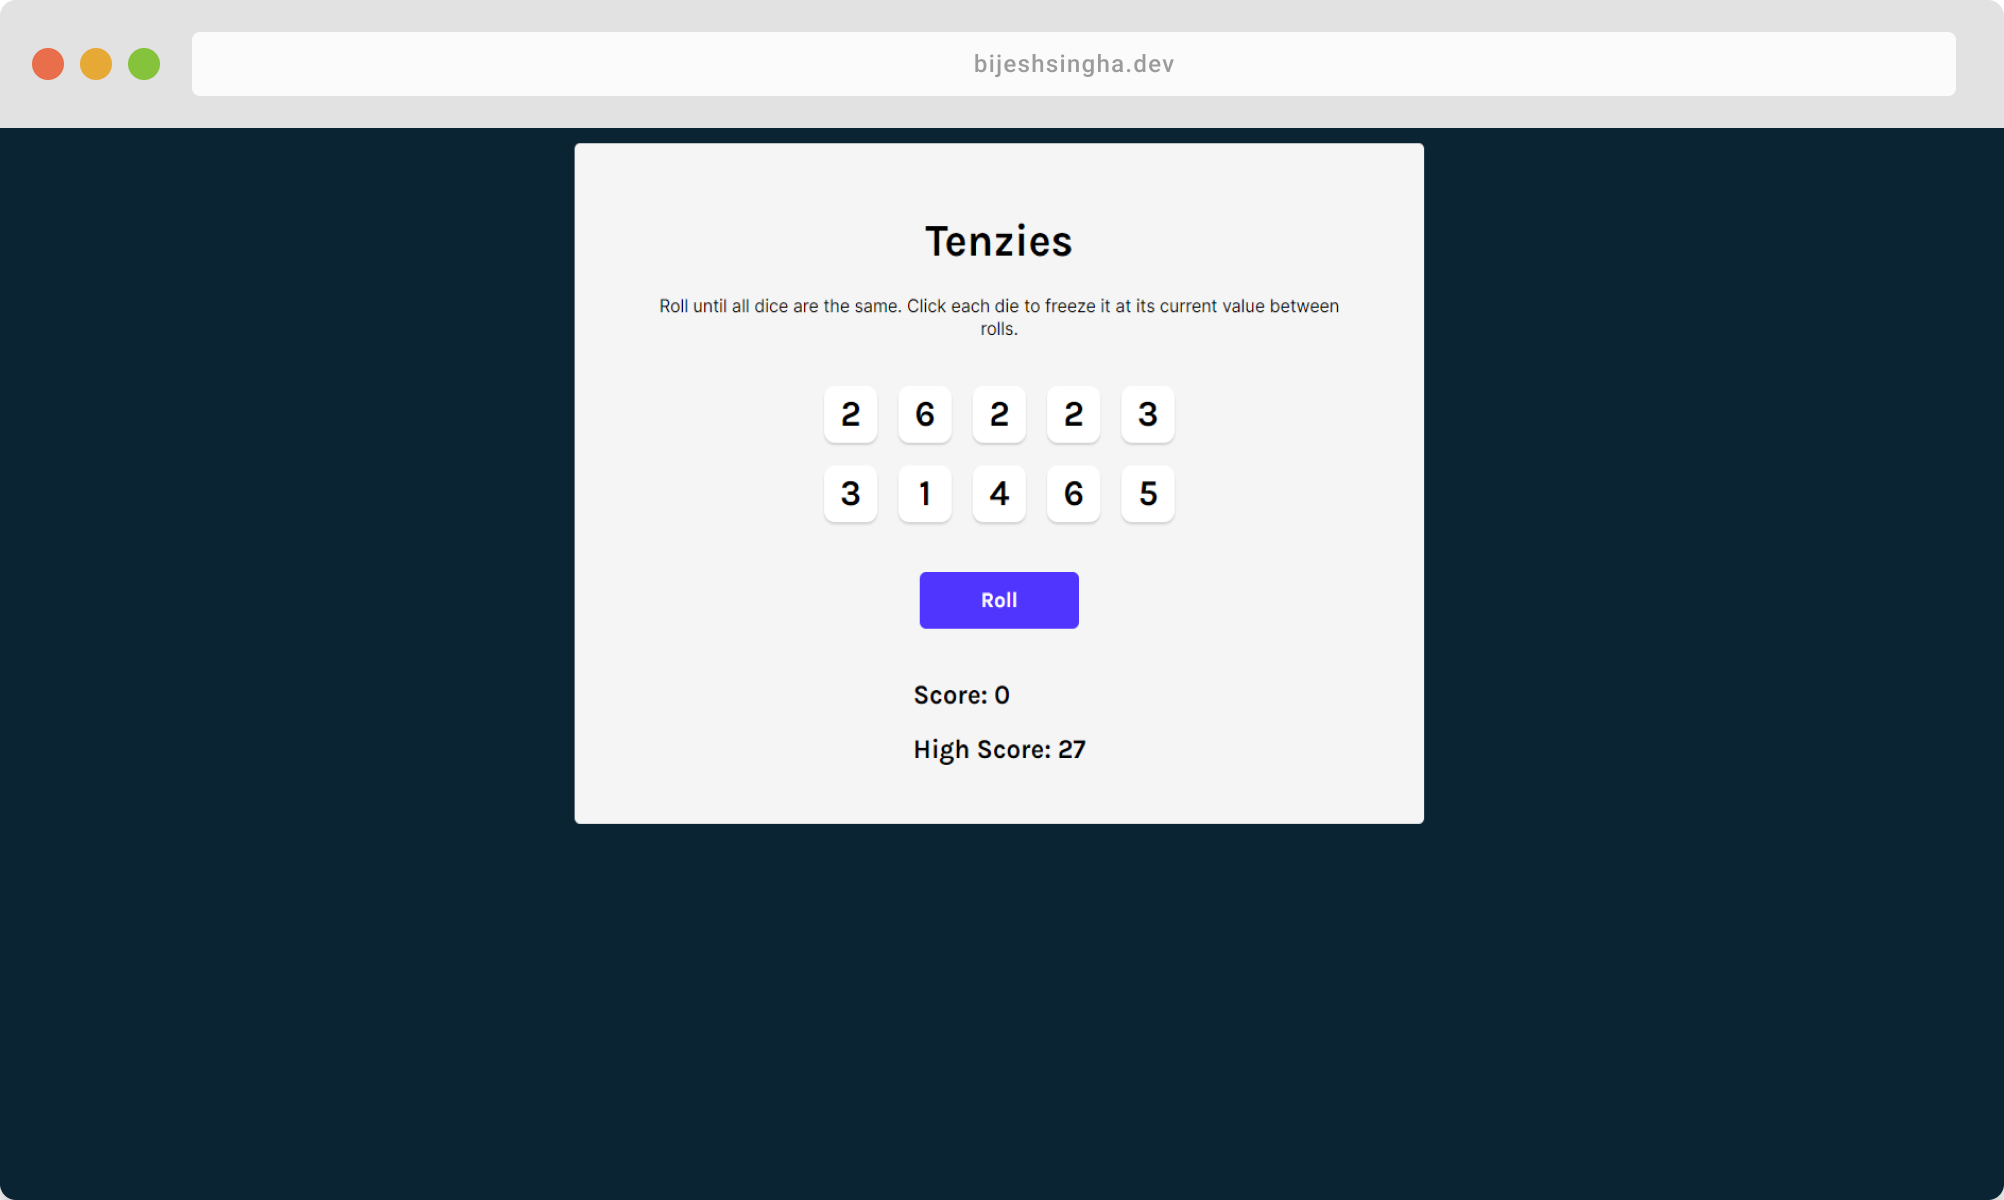 bijeshsingha.dev
Tenzies
Roll until all dice are the same. Click each die to freeze it at its current value between
rolls.
2 6 2 2 3
3 1 4 6 5
Roll
Score: 0
High Score: 27